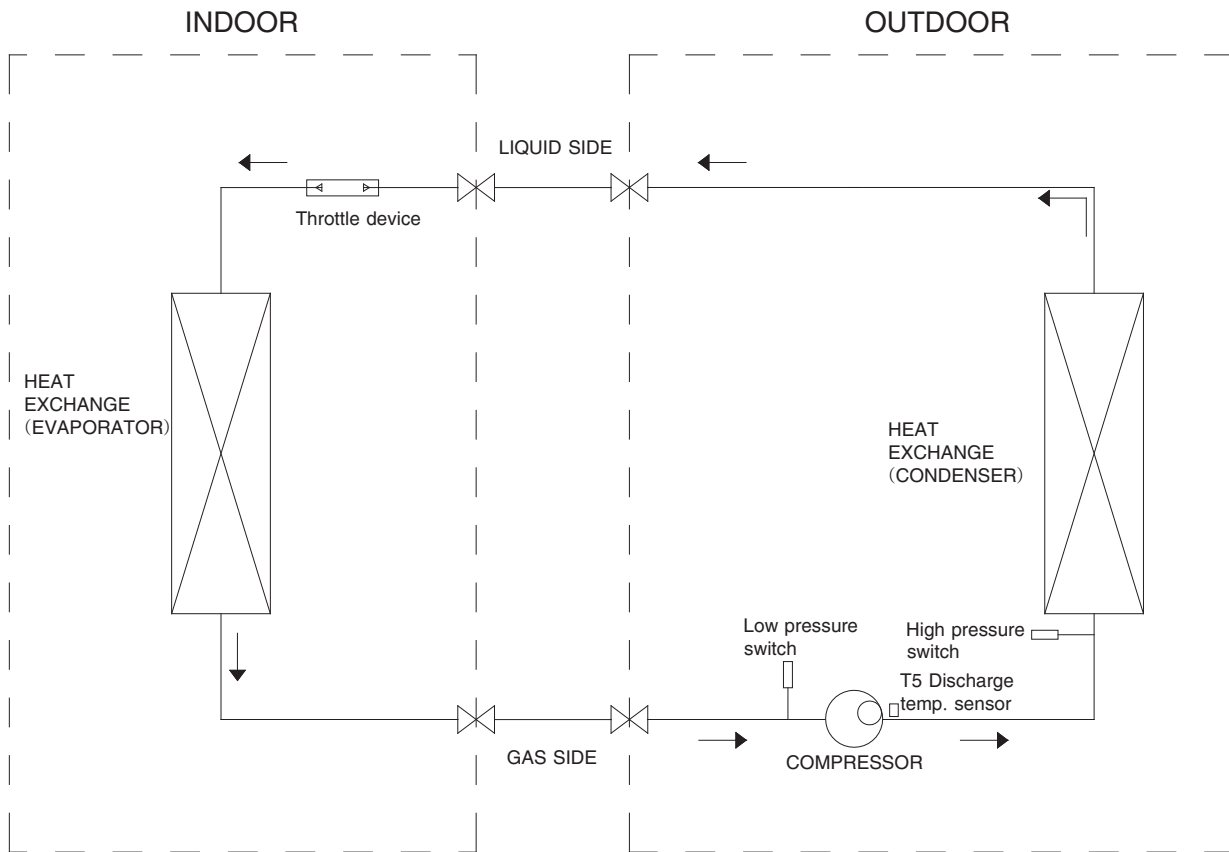 INDOOR
OUTDOOR
LIQUID SIDE
Throttle device
HEAT
EXCHANGE
(EVAPORATOR)
HEAT
EXCHANGE
(CONDENSER)
Low pressure
switch
High pressure
switch
T5 Discharge
temp. sensor
GAS SIDE
COMPRESSOR